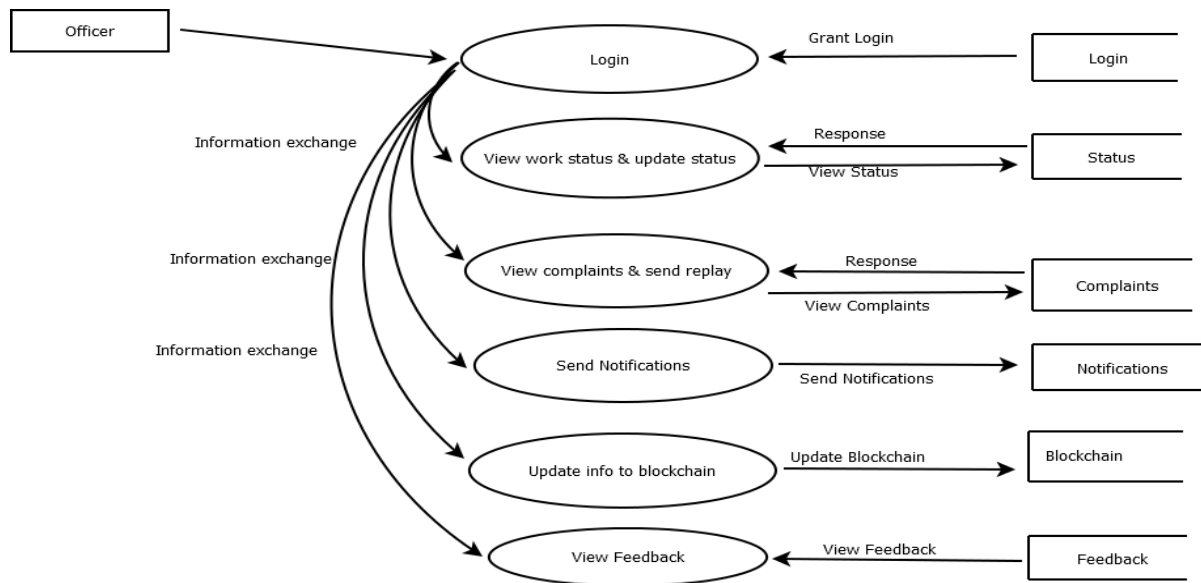 Officer
Grant Login
Login
Login
Information exchange
Response
View work status & update status
Status
View Status
Information exchange
Response
View complaints & send replay
Complaints
View Complaints
Information exchange
Send Notifications
Notifications
Send Notifications
Update Blockchain
Blockchain
Update info to blockchain
View Feedback
View Feedback
Feedback